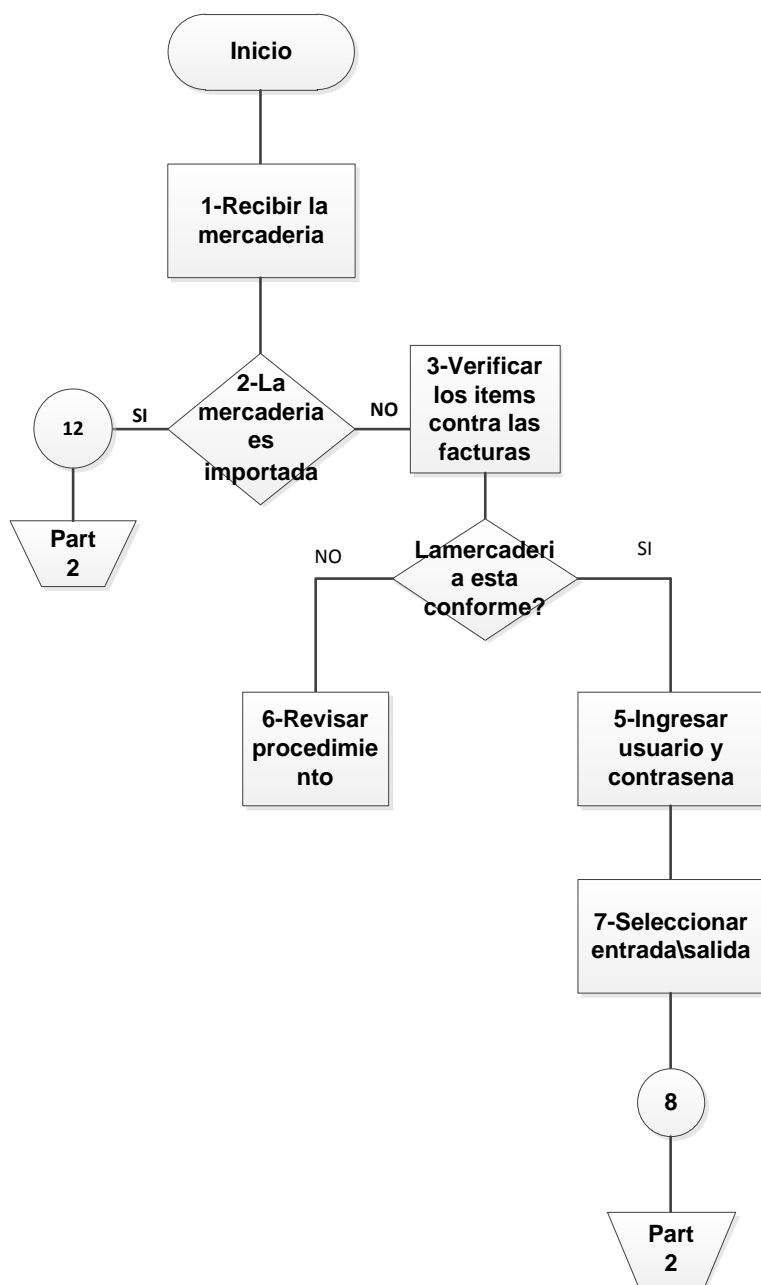 Inicio
1-Recibir la
mercaderia
2-La
mercaderia
es
importada
SI
12
Part
2
NO
3-Verificar
los items
contra las
facturas
Lamercaderi
a esta
conforme?
NO
SI
6-Revisar
procedimie
nto
5-Ingresar
usuario y
contrasena
7-Seleccionar
entrada\salida
8
Part
2